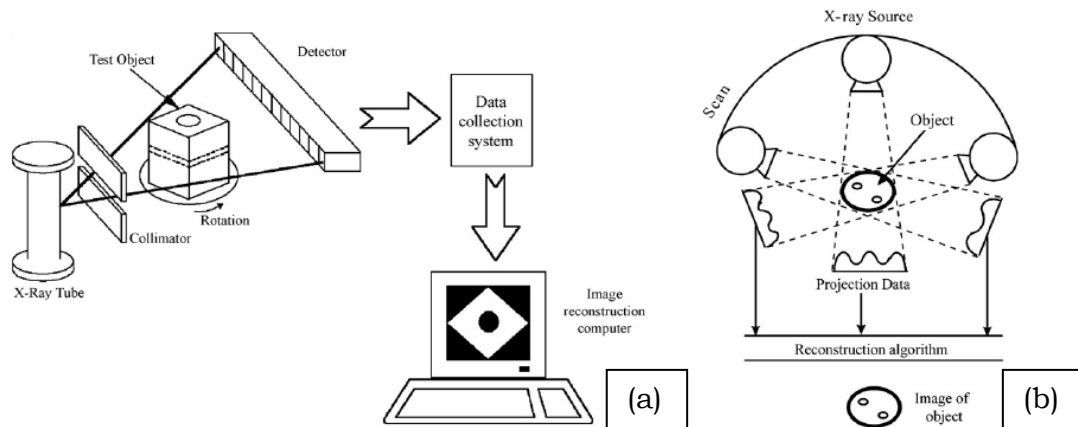 Test Object
Detector
Data
collection
system
Rotation
Collimator
X-Ray Tube
Image
reconstruction
computer
(a)
X-ray Source
Scan
Object
Projection Data
Reconstruction algorithm
Image of
object
(b)